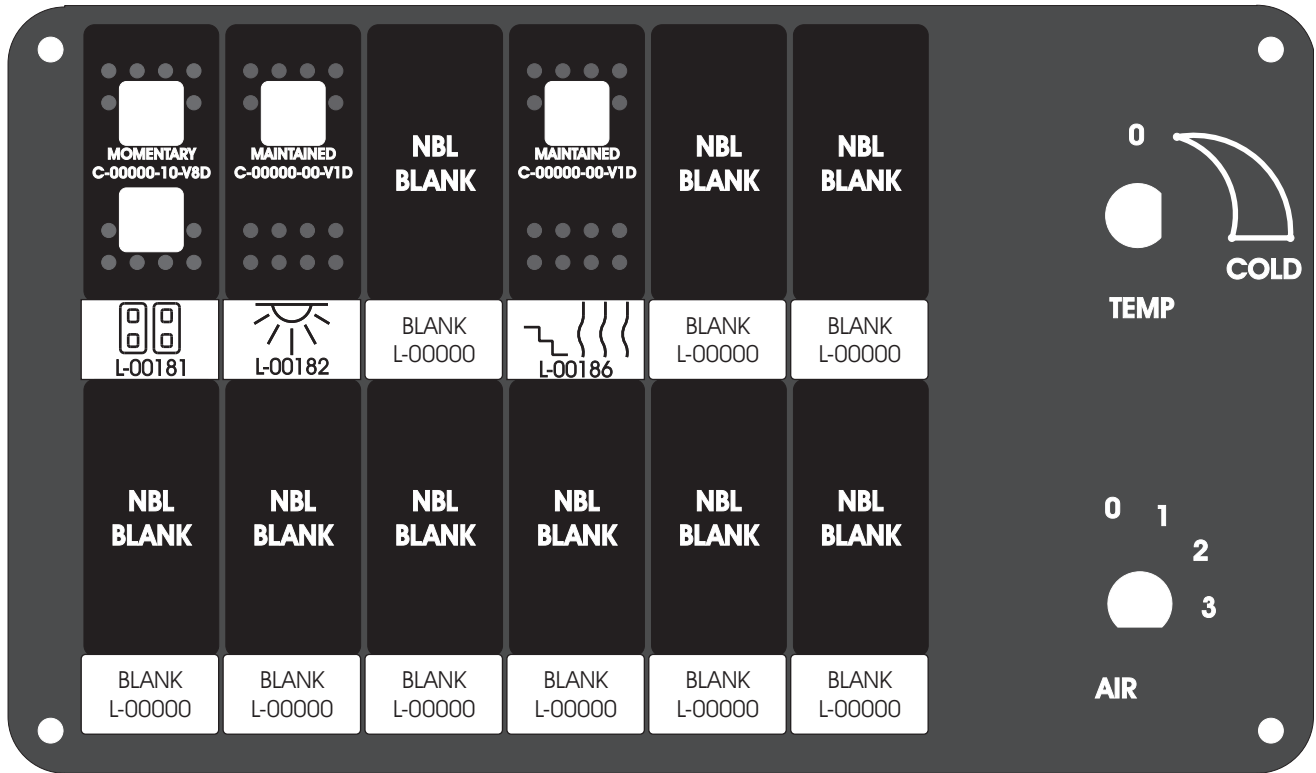 MOMENTARY
C-00000-10-V8D
MAINTAINED
C-00000-00-V1D
NBL
BLANK
MAINTAINED
C-00000-00-V1D
NBL
BLANK
NBL
BLANK
L-00181
L-00182
BLANK
L-00000
L-00186
BLANK
L-00000
BLANK
L-00000
0
COLD
TEMP
NBL
BLANK
NBL
BLANK
NBL
BLANK
NBL
BLANK
NBL
BLANK
NBL
BLANK
BLANK
L-00000
BLANK
L-00000
BLANK
L-00000
BLANK
L-00000
BLANK
L-00000
BLANK
L-00000
0
1
2
3
AIR